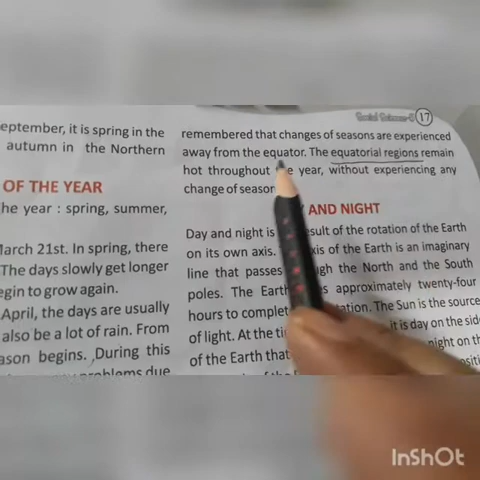 Social Science-6 17
eptember, it is spring in the
autumn in the Northern
OF THE YEAR
he year : spring, summer,
March 21st. In spring, there
The days slowly get longer
egin to grow again.
April, the days are usually
also be a lot of rain. From
ason begins. During this
problems due
remembered that changes of seasons are experienced
away from the equator. The equatorial regions remain
hot throughout year, without experiencing any
change of season
AND NIGHT
Day and night is sult of the rotation of the Earth
on its own axis. xis of the Earth is an imaginary
line that passes gh the North and the South
poles. The Earth s approximately twenty-four
hours to complet tation. The Sun is the source
of light. At the ti it is day on the sid
of the Earth that night on th
InShOt